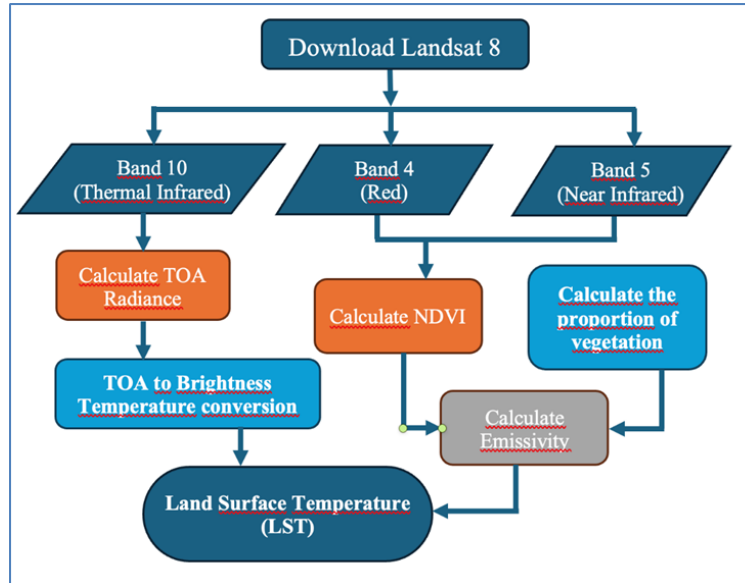 Download Landsat 8
Band 10
(Thermal Infrared)
Band 4
(Red)
Band 5
(Near Infrared)
Calculate TOA
Radiance
Calculate NDVI
Calculate the
proportion of
vegetation
TOA to Brightness
Temperature conversion
Calculate
Emissivity
Land Surface Temperature
(LST)